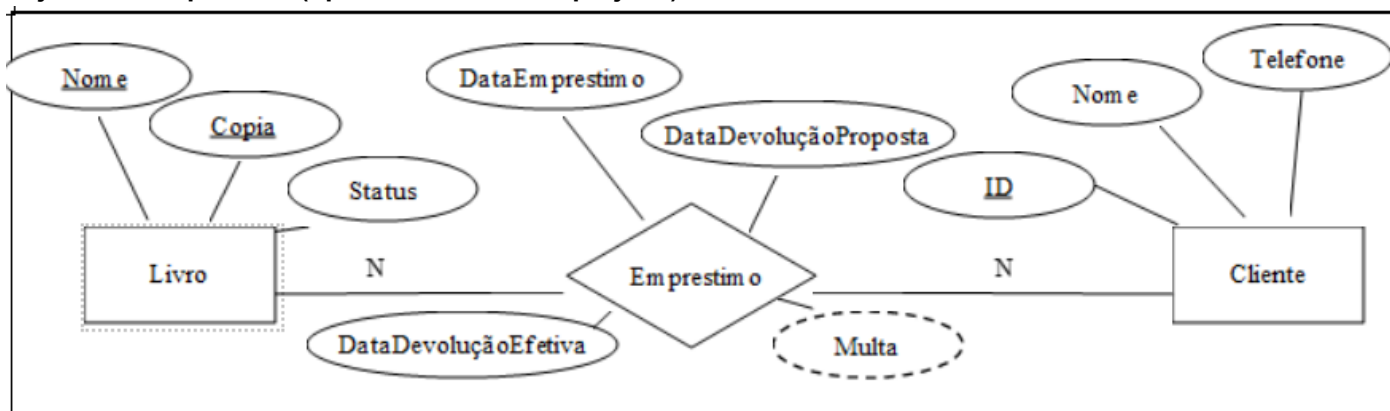 Nome
Copia
Status
Livro
N
DataEmprestimo
DataDevoluçãoProposta
Emprestimo
DataDevoluçãoEfetiva
Multa
N
ID
Nome
Telefone
Cliente